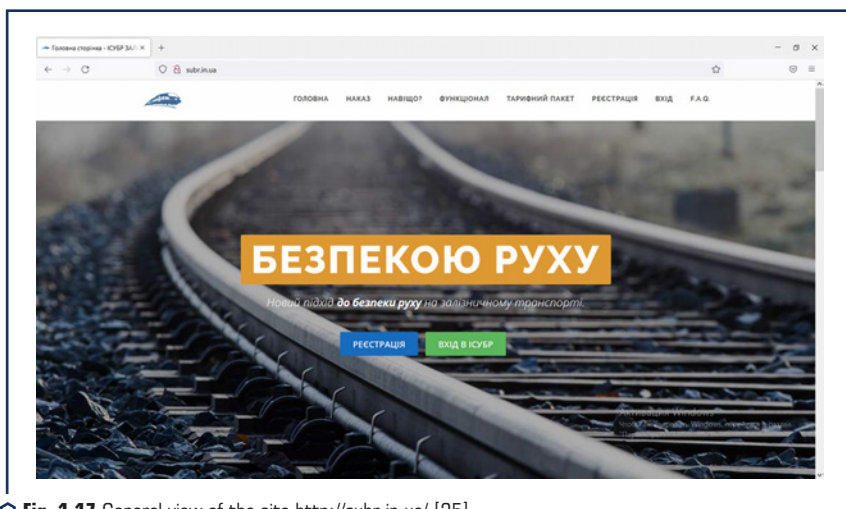 Головна сторінка - ІСУБР ЗАЛ
subr.in.ua
ГОЛОВНА НАКАЗ НАВІЩО? ФУНКЦІОНАЛ ТАРИФНИЙ ПАКЕТ РЕЄСТРАЦІЯ ВХІД F.A.Q.
БЕЗПЕКОЮ РУХУ
Новий підхід до безпеки руху на залізничному транспорті.
РЕЄСТРАЦІЯ ВХІД В ІСУБР
Активация Windows
Fig. 1.17 General view of the site http://subr.in.ua/ [25]